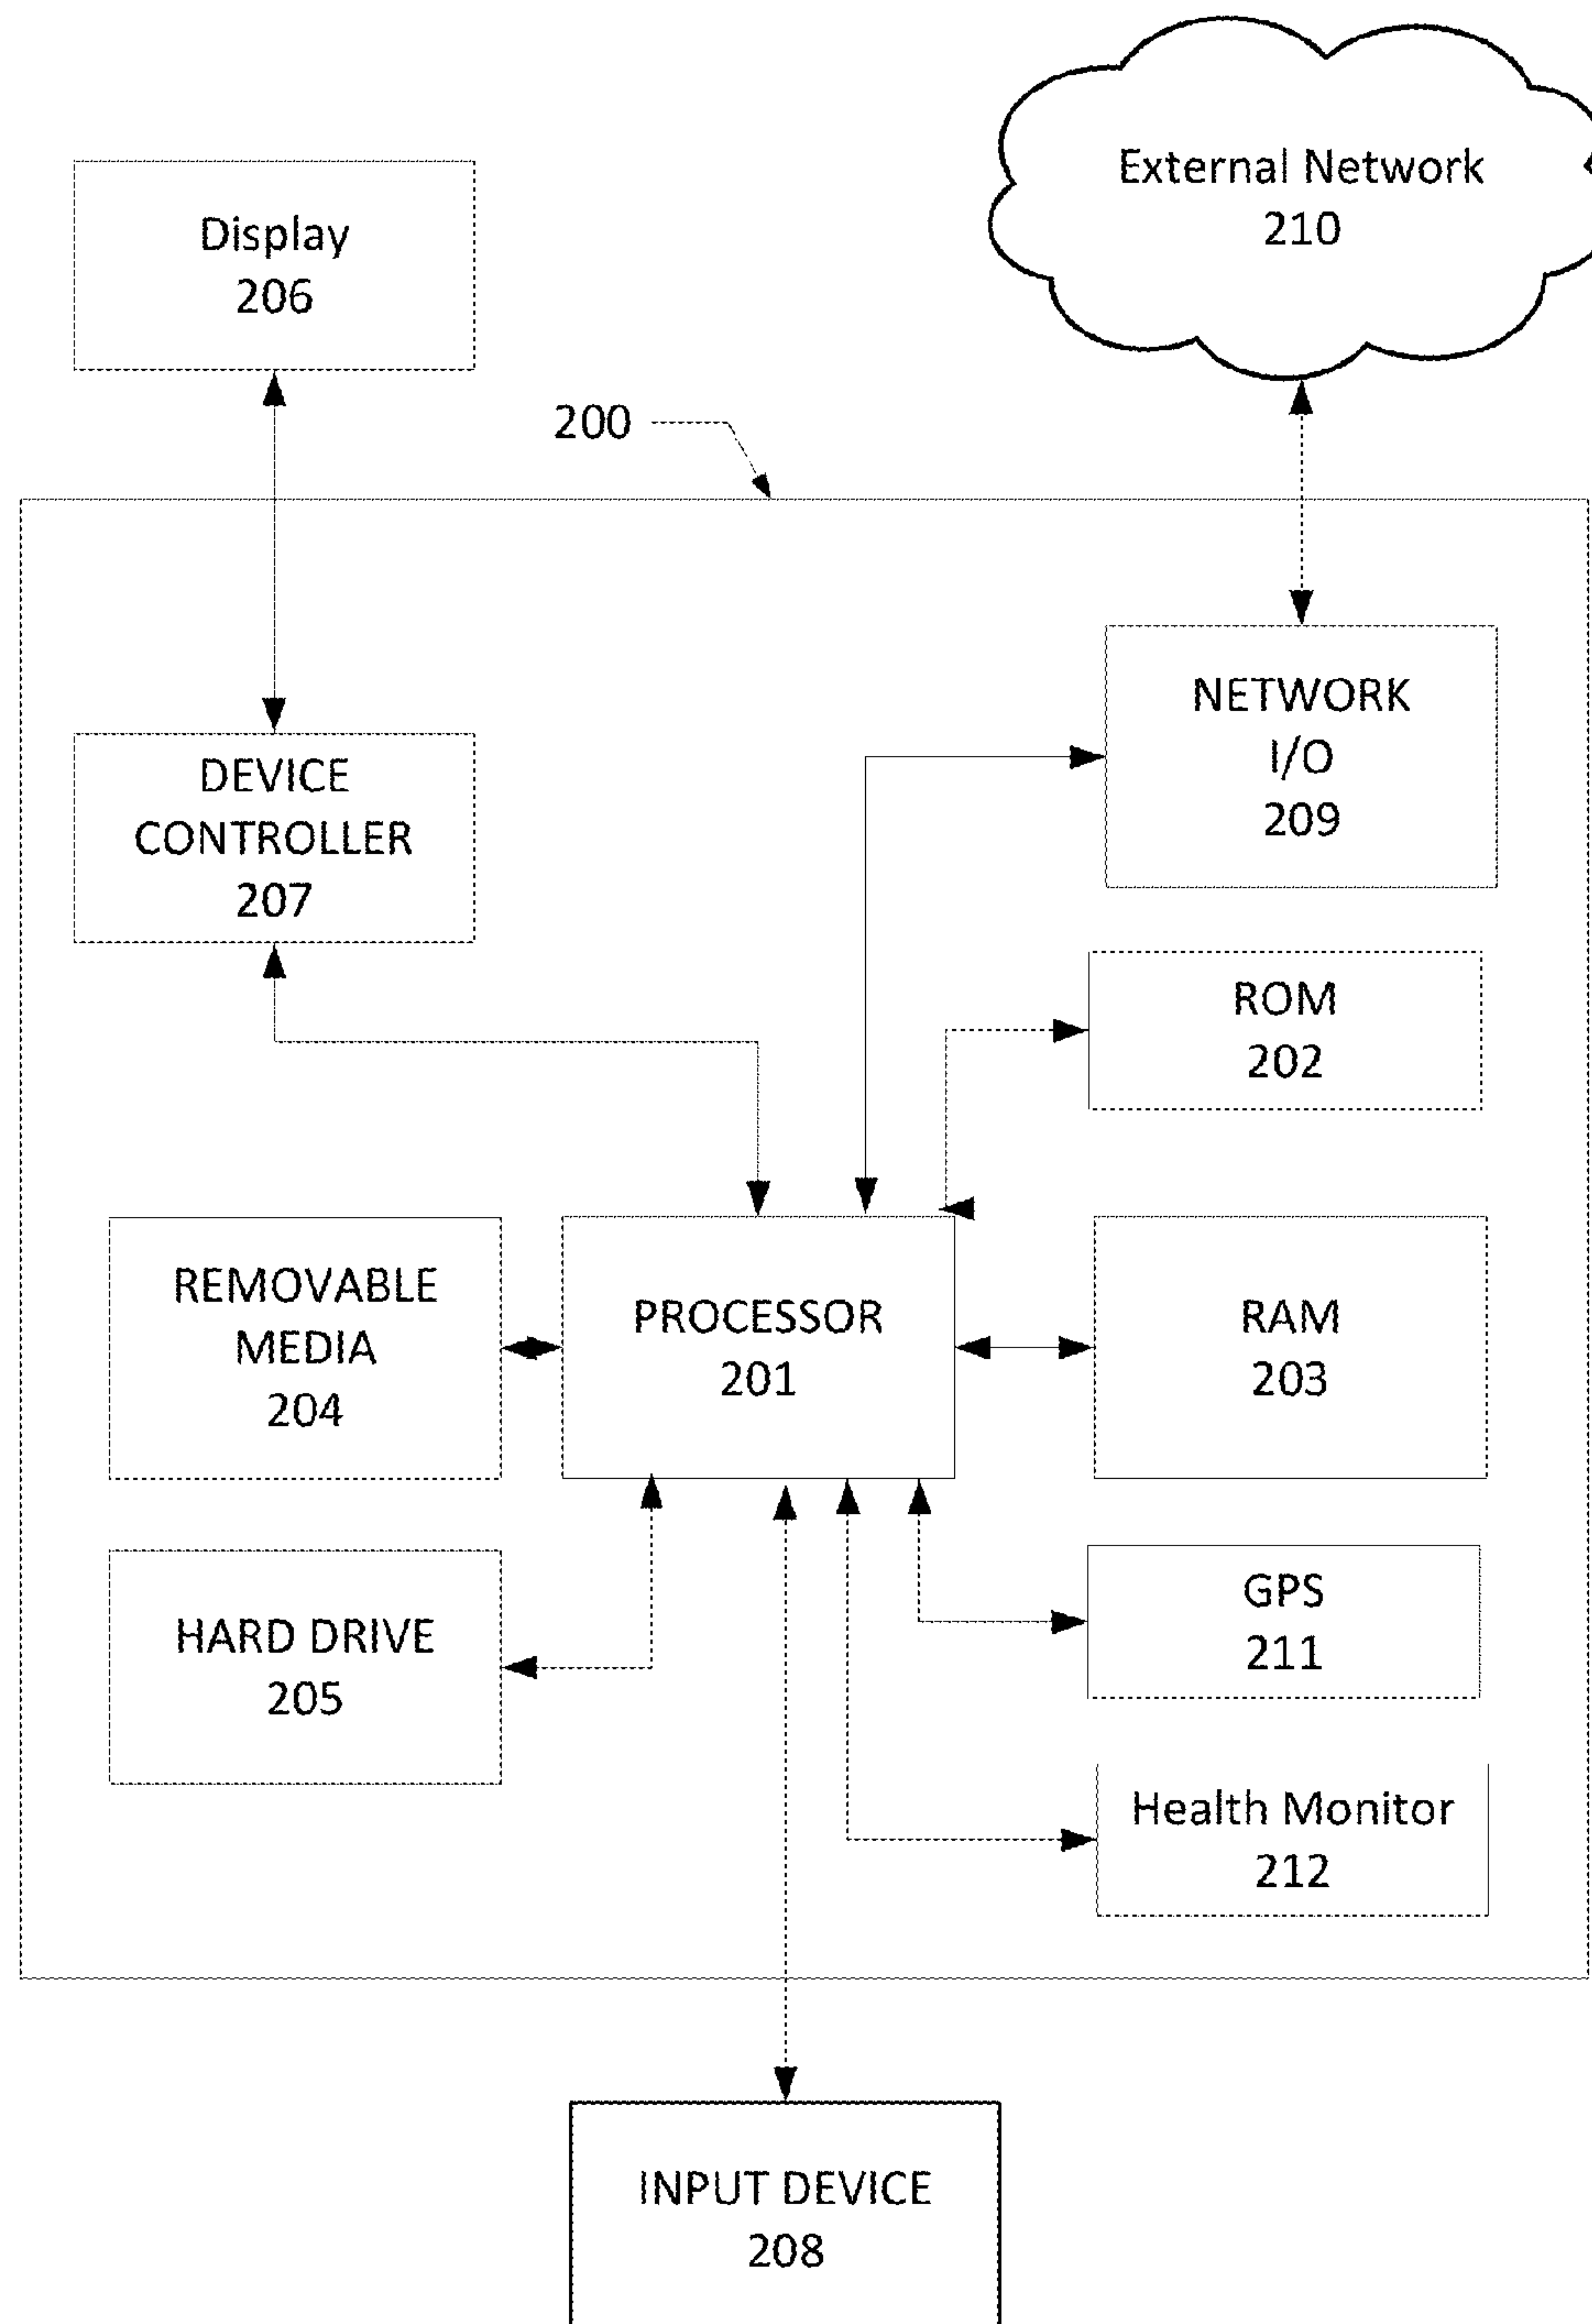 External Network
210
Display
206
200
NETWORK
I/O
209
DEVICE
CONTROLLER
207
ROM
202
REMOVABLE
MEDIA
204
PROCESSOR
201
RAM
203
HARD DRIVE
205
GPS
211
Health Monitor
212
INPUT DEVICE
208